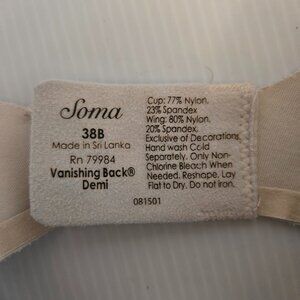 Soma
38B
Made in Sri Lanka
Rn 79984
Vanishing Back®
Demi
Cup: 77% Nylon,
23% Spandex
Wing: 80% Nylon,
20% Spandex.
Exclusive of Decorations.
Hand wash Cold
Separately. Only Non-
Chlorine Bleach When
Needed. Reshape. Lay
Flat to Dry. Do not iron.
081501